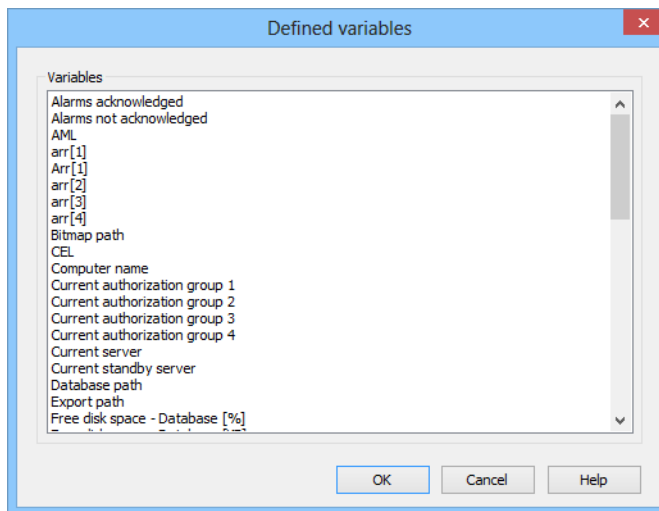 Defined variables
Variables
Alarms acknowledged
Alarms not acknowledged
AML
arr[1]
Arr[1]
arr[2]
arr[3]
arr[4]
Bitmap path
CEL
Computer name
Current authorization group 1
Current authorization group 2
Current authorization group 3
Current authorization group 4
Current server
Current standby server
Database path
Export path
Free disk space - Database [%]
OK Cancel Help